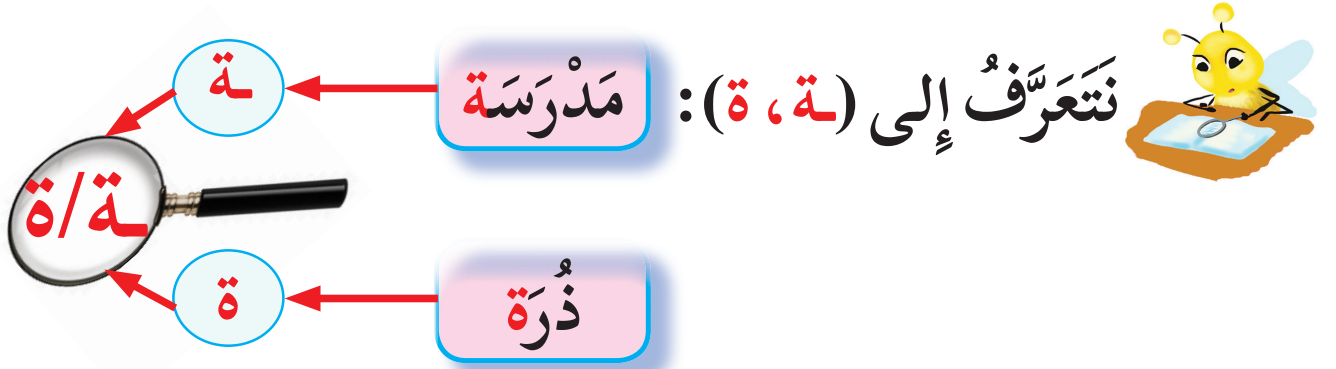 نَتَعَرَّفُ إِلى (ـة ، ة): مَدْرَسَة
ـة
ـة/ة
ذُرَة
ة